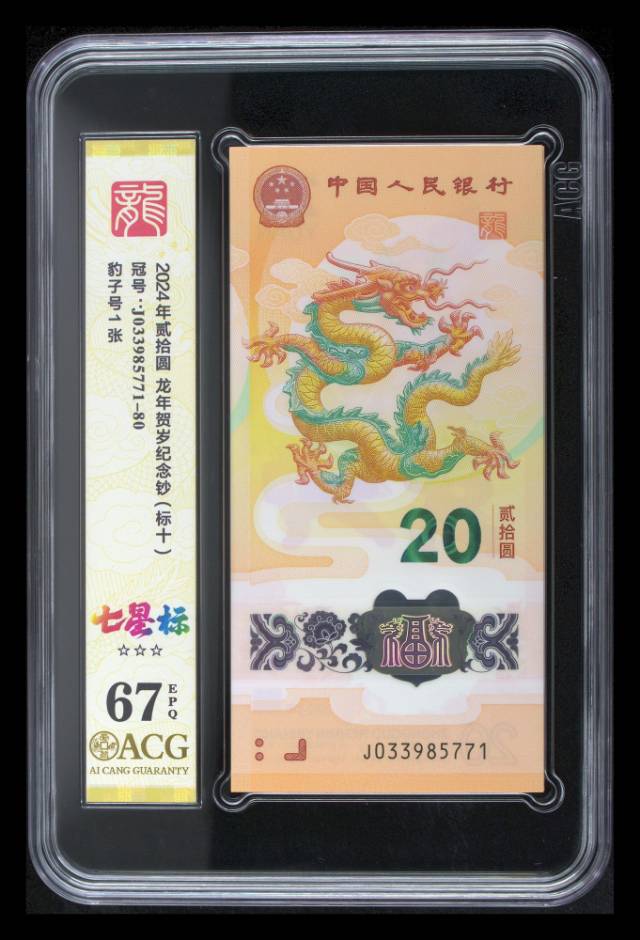 龍
2024年贰拾圆 龙年贺岁纪念钞(标十)
冠号:J033985771-80
豹子号1张
七星标
☆☆☆
67 EPQ
ACG
AI CANG GUARANTY
中国人民银行
龍
20
贰拾圆
福
J033985771
ACG